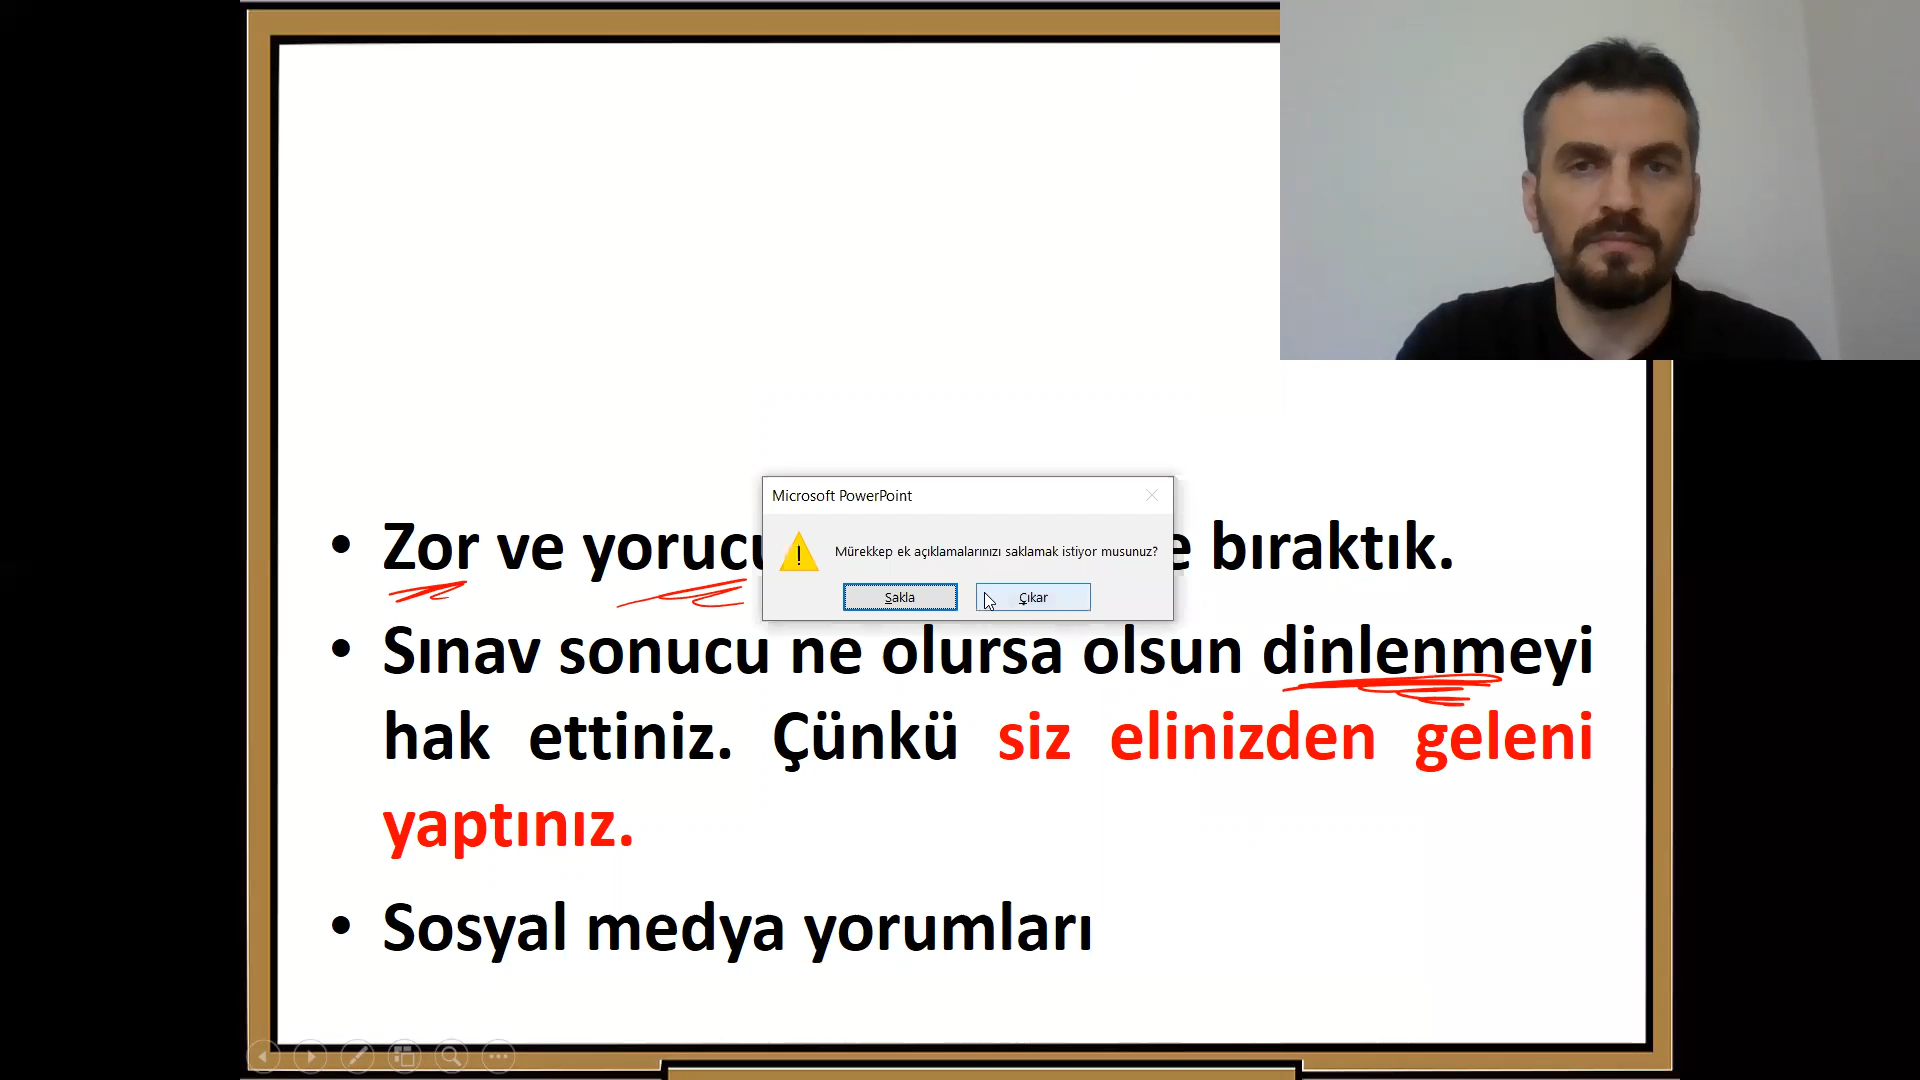 Microsoft PowerPoint
Mürekkep ek açıklamalarınızı saklamak istiyor musunuz?
Sakla Çıkar
• Zor ve yorucu bıraktık.
• Sınav sonucu ne olursa olsun dinlenmeyi
hak ettiniz. Çünkü siz elinizden geleni
yaptınız.
• Sosyal medya yorumları